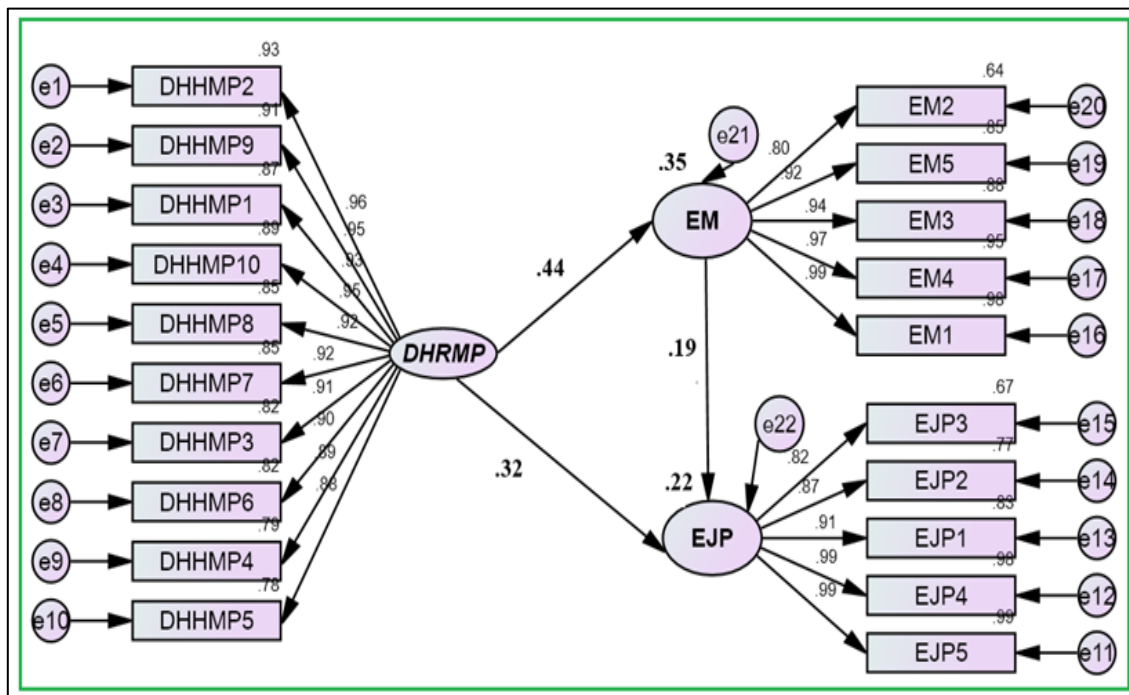 .93
e1 DHHMP2
.91
e2 DHHMP9
.87
e3 DHHMP1
.89
e4 DHHMP10
.85
e5 DHHMP8
.85
e6 DHHMP7
.82
e7 DHHMP3
.82
e8 DHHMP6
.79
e9 DHHMP4
.78
e10 DHHMP5
.96
.95
.93
.95
.92
.92
.91
.90
.89
.88
DHRMP
.44
.32
e21
.35
EM
.19
e22
.22
EJP
.80
.92
.94
.97
.99
.64
EM2 e20
.85
EM5 e19
.88
EM3 e18
.95
EM4 e17
.98
EM1 e16
.82
.87
.91
.99
.99
.67
EJP3 e15
.77
EJP2 e14
.83
EJP1 e13
.98
EJP4 e12
.99
EJP5 e11